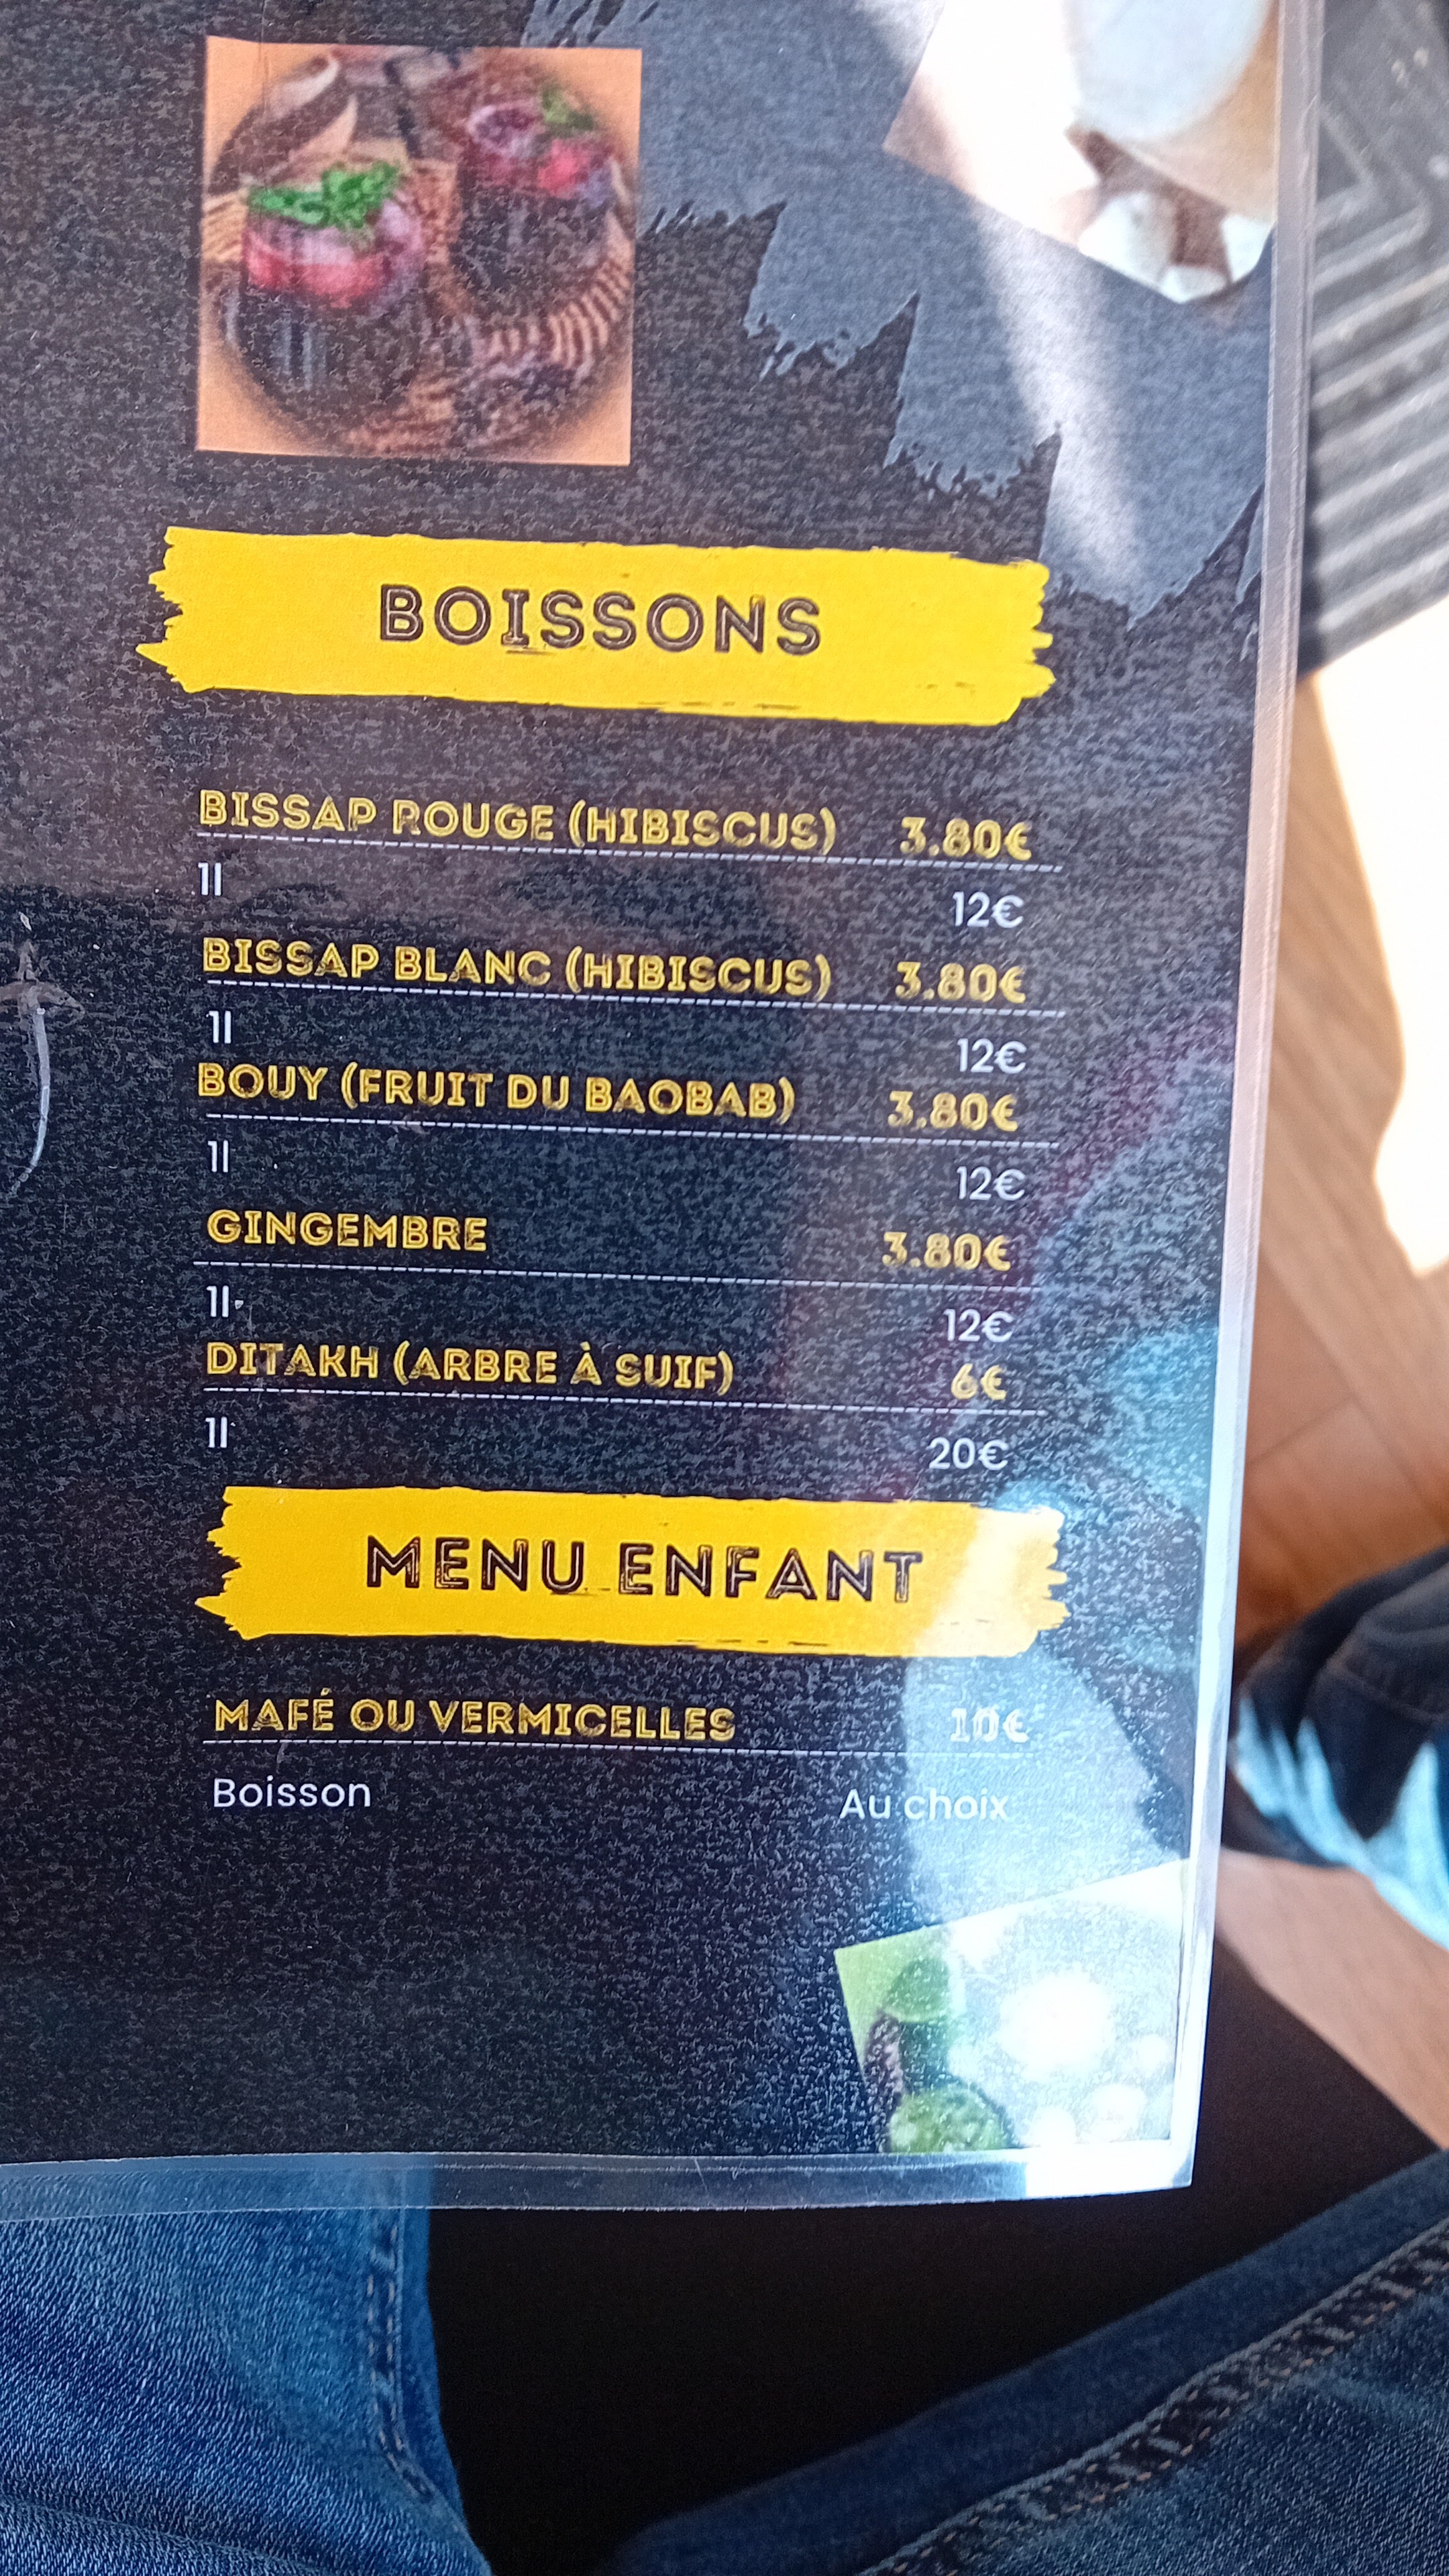 BOISSONS
BISSAP ROUGE (HIBISCUS) 3.80€
1l 12€
BISSAP BLANC (HIBISCUS) 3.80€
1l 12€
BOUY (FRUIT DU BAOBAB) 3.80€
1l 12€
GINGEMBRE 3.80€
1l 12€
DITAKH (ARBRE À SUIF) 6€
1l 20€
MENU ENFANT
MAFÉ OU VERMICELLES 10€
Boisson Au choix